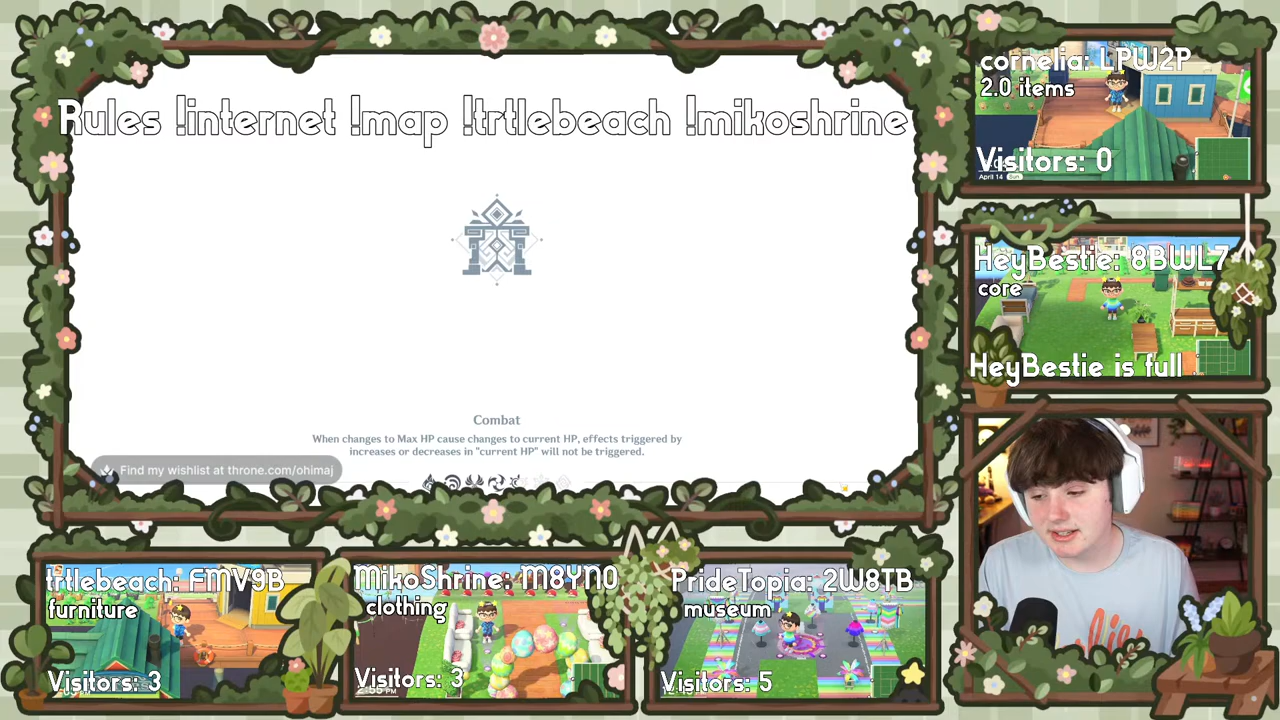 Rules !internet !map !trtlebeach !mikoshrine
Combat
When changes to Max HP cause changes to current HP, effects triggered by
increases or decreases in "current HP" will not be triggered.
Find my wishlist at throne.com/ohimaj
cornelia: LPW2P
2.0 items
Visitors: 0
April 14 Sun
HeyBestie: 8BWL7
core
HeyBestie is full
trtlebeach: FMV9B
furniture
Visitors: 3
MikoShrine: M8YN0
clothing
Visitors: 3
PrideTopia: 2W8TB
museum
Visitors: 5